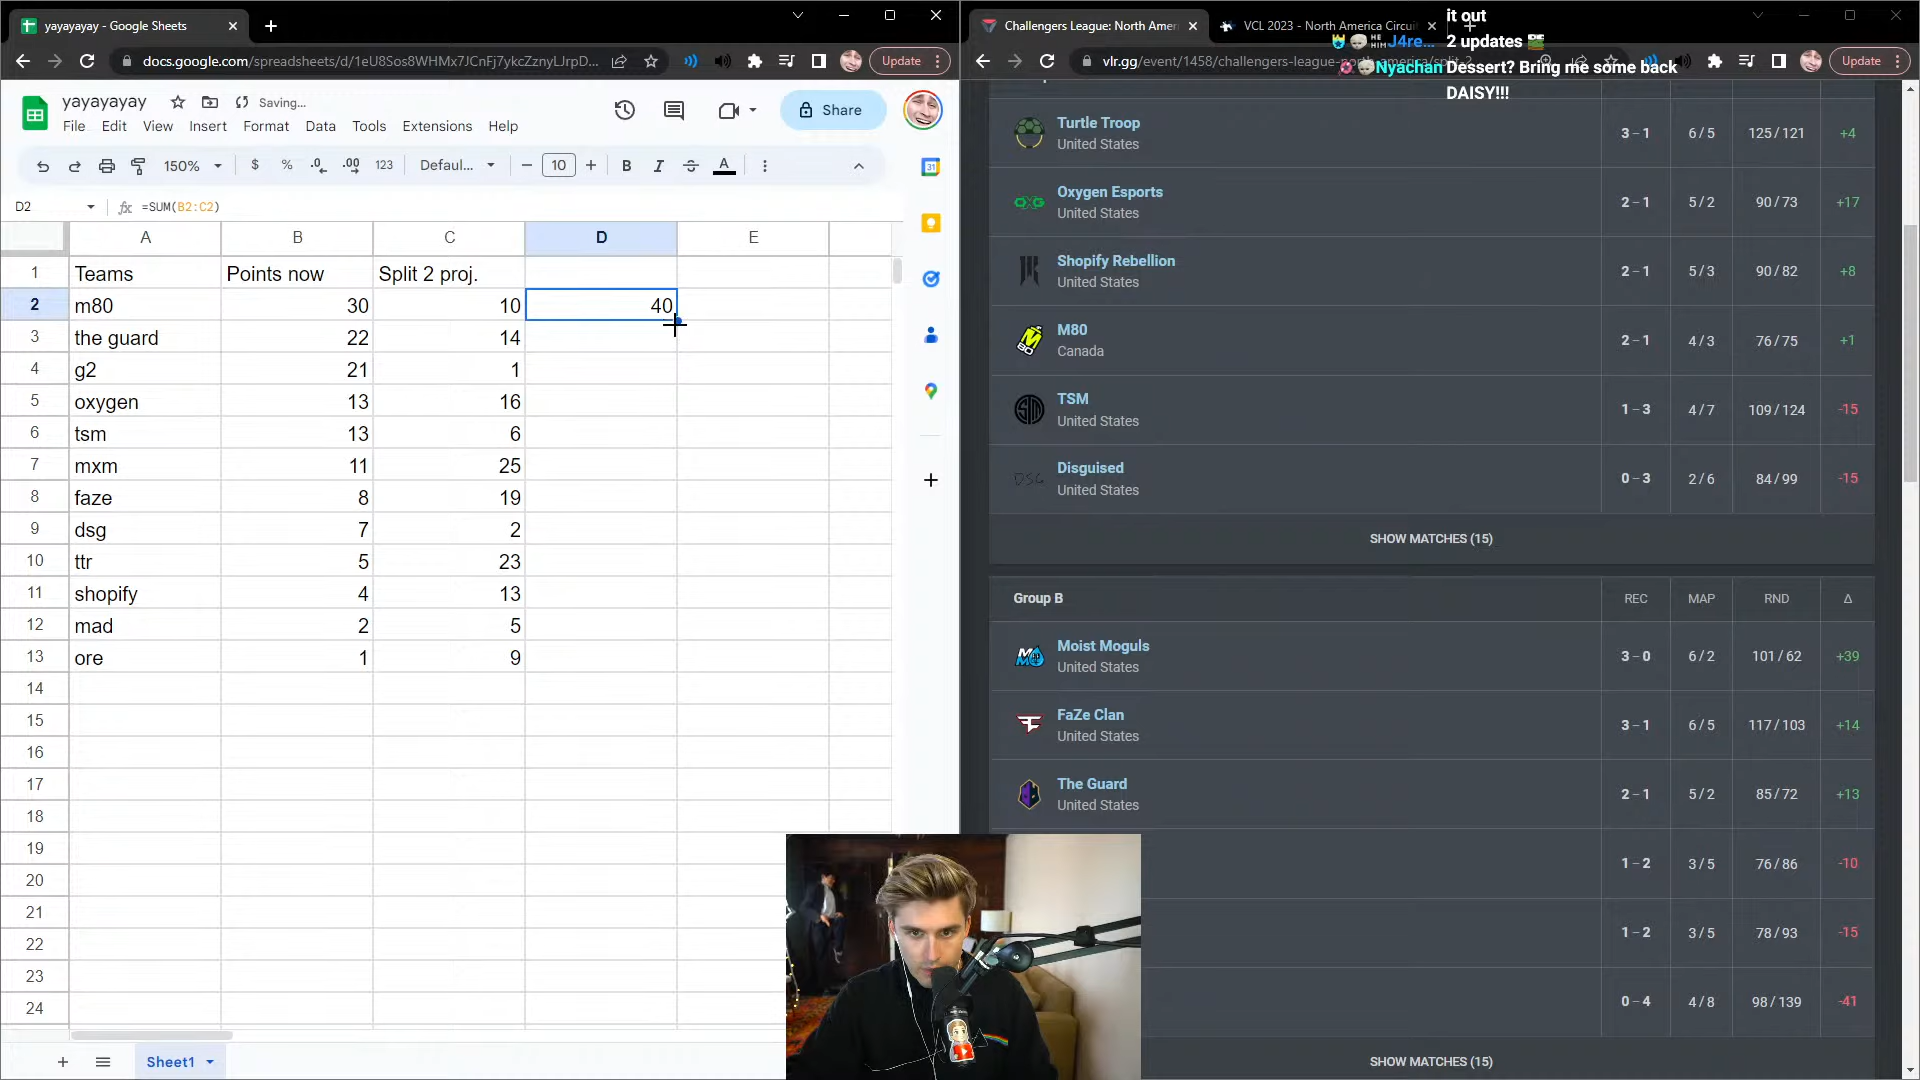 yayayayay - Google Sheets
docs.google.com/spreadsheets/d/1eU8Sos8WHMx7JCnFj7ykcZznyLJrpD...
Update
yayayayay
Saving...
File Edit View Insert Format Data Tools Extensions Help
Share
150% $ % .0 .00 123 Defaul... − 10 + B I S A
D2
fx =SUM(B2:C2)
A B C D E
1 Teams Points now Split 2 proj.
2 m80 30 10 40
3 the guard 22 14
4 g2 21 1
5 oxygen 13 16
6 tsm 13 6
7 mxm 11 25
8 faze 8 19
9 dsg 7 2
10 ttr 5 23
11 shopify 4 13
12 mad 2 5
13 ore 1 9
14
15
16
17
18
19
20
21
22
23
24
Sheet1
31
Challengers League: North Amer
VCL 2023 - North America Circuit
vlr.gg/event/1458/challengers-league-north-america/split-2
Update
it out
HE HIM J4re...
2 updates
Nyachan Dessert? Bring me some back
DAISY!!!
Turtle Troop
United States
3 – 1 6 / 5 125 / 121 +4
Oxygen Esports
United States
2 – 1 5 / 2 90 / 73 +17
Shopify Rebellion
United States
2 – 1 5 / 3 90 / 82 +8
M80
Canada
2 – 1 4 / 3 76 / 75 +1
TSM
United States
1 – 3 4 / 7 109 / 124 -15
DSG
Disguised
United States
0 – 3 2 / 6 84 / 99 -15
SHOW MATCHES (15)
Group B REC MAP RND Δ
Moist Moguls
United States
3 – 0 6 / 2 101 / 62 +39
FaZe Clan
United States
3 – 1 6 / 5 117 / 103 +14
The Guard
United States
2 – 1 5 / 2 85 / 72 +13
1 – 2 3 / 5 76 / 86 -10
1 – 2 3 / 5 78 / 93 -15
0 – 4 4 / 8 98 / 139 -41
SHOW MATCHES (15)